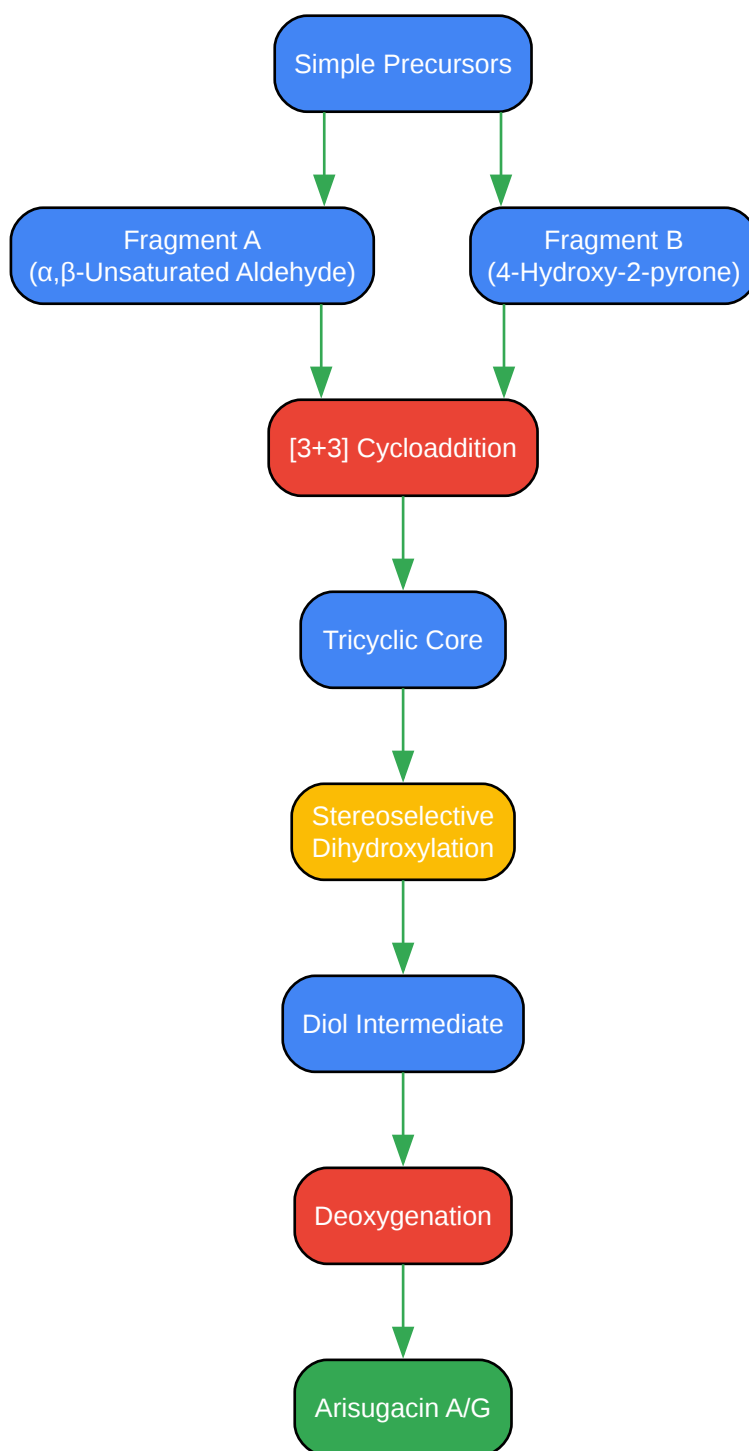 Simple Precursors
Fragment A
(α,β-Unsaturated Aldehyde)
Fragment B
(4-Hydroxy-2-pyrone)
[3+3] Cycloaddition
Tricyclic Core
Stereoselective
Dihydroxylation
Diol Intermediate
Deoxygenation
Arisugacin A/G